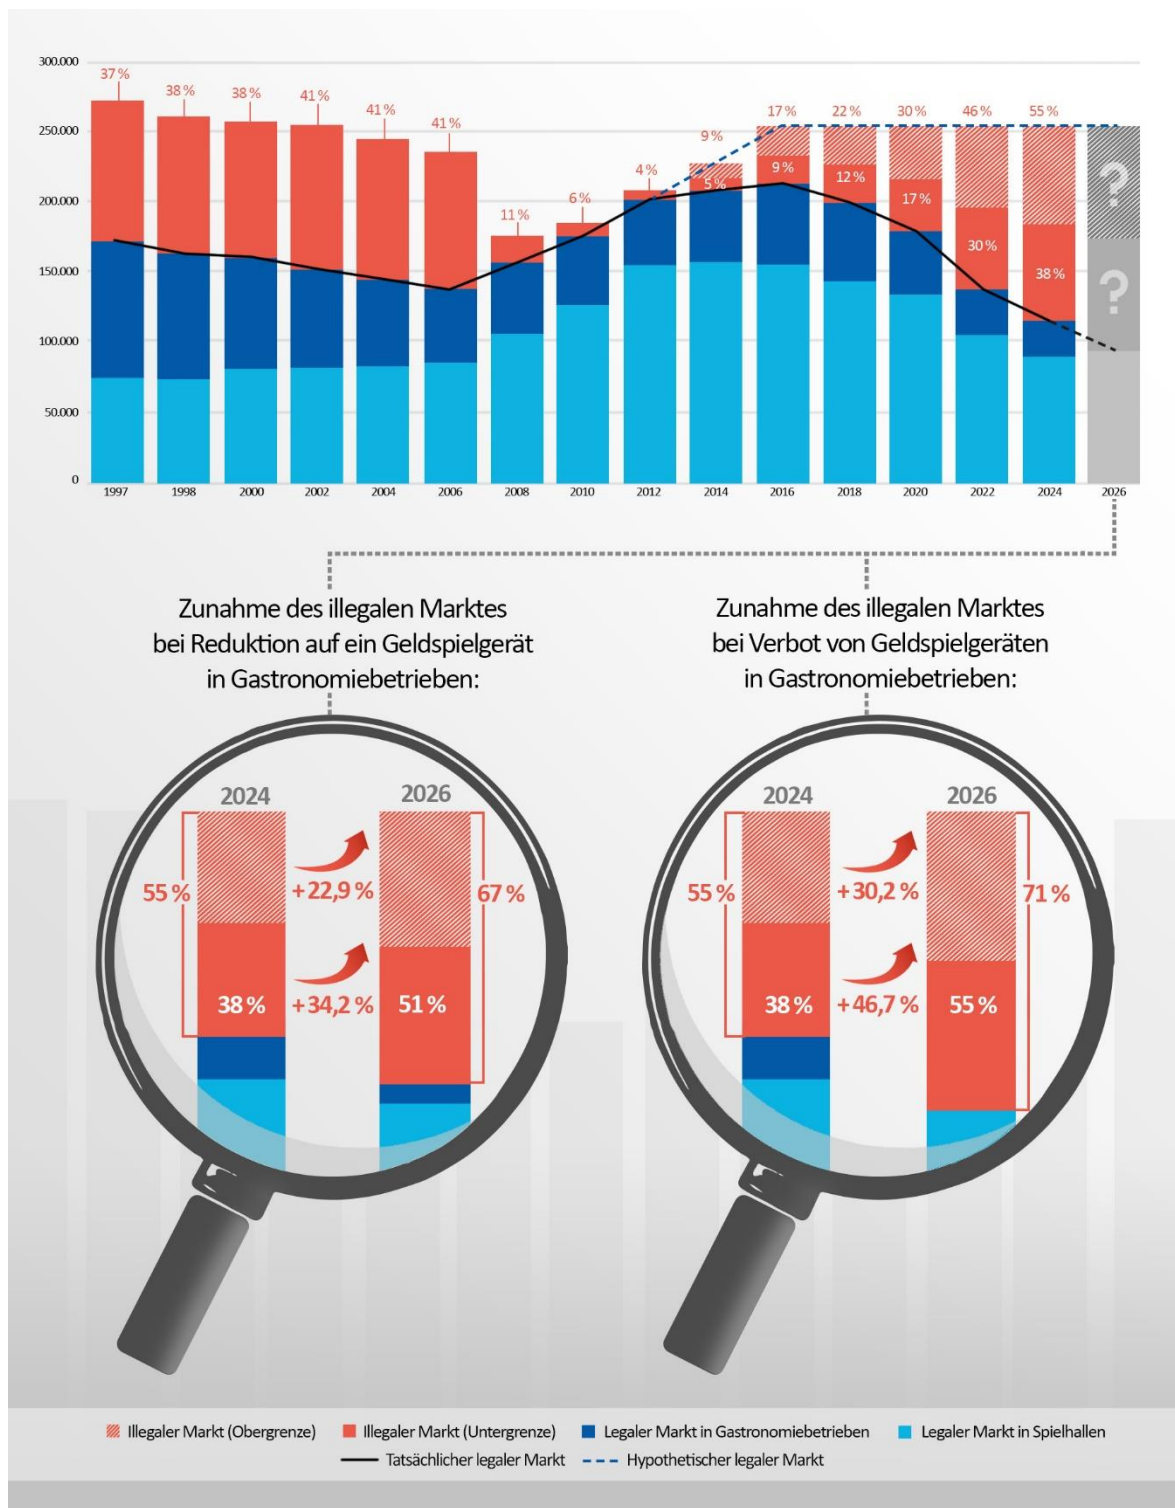 300.000
250.000
200.000
150.000
100.000
50.000
0
37 %
38 %
38 %
41 %
41 %
41 %
11 %
6 %
4 %
9 %
5 %
17 %
9 %
22 %
12 %
30 %
17 %
46 %
30 %
55 %
38 %
?
?
1997 1998 2000 2002 2004 2006 2008 2010 2012 2014 2016 2018 2020 2022 2024 2026
Zunahme des illegalen Marktes
bei Reduktion auf ein Geldspielgerät
in Gastronomiebetrieben:
2024 2026
55 % +22,9 % 67 %
38 % +34,2 % 51 %
Zunahme des illegalen Marktes
bei Verbot von Geldspielgeräten
in Gastronomiebetrieben:
2024 2026
55 % +30,2 % 71 %
38 % +46,7 % 55 %
Illegaler Markt (Obergrenze) Illegaler Markt (Untergrenze) Legaler Markt in Gastronomiebetrieben Legaler Markt in Spielhallen
Tatsächlicher legaler Markt Hypothetischer legaler Markt